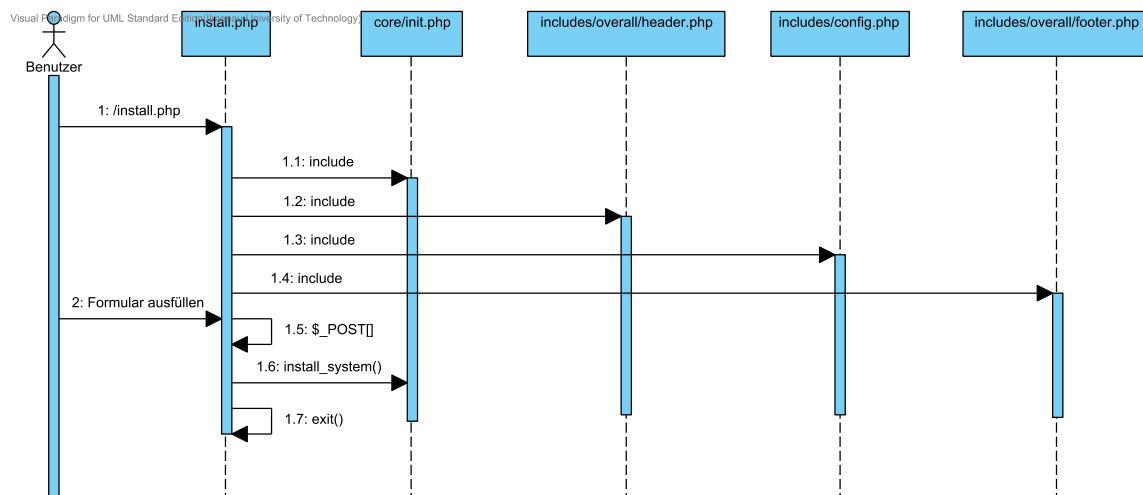 Visual Paradigm for UML Standard Edition(Ilmenau University of Technology)
install.php
core/init.php
includes/overall/header.php
includes/config.php
includes/overall/footer.php
Benutzer
1: /install.php
1.1: include
1.2: include
1.3: include
1.4: include
2: Formular ausfüllen
1.5: $_POST[]
1.6: install_system()
1.7: exit()